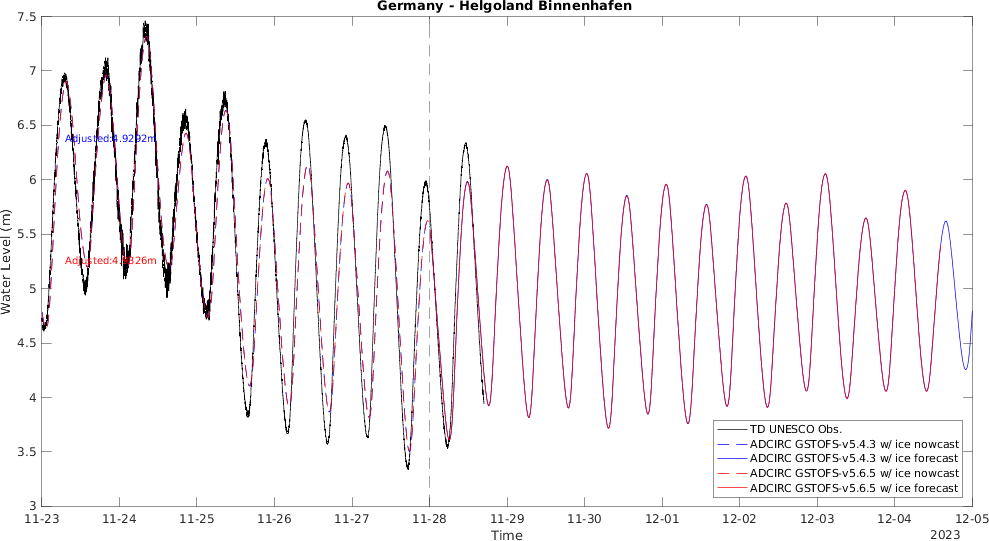 Germany - Helgoland Binnenhafen
7.5
7
6.5
6
5.5
5
4.5
4
3.5
3
Water Level (m)
Adjusted:4.9292m
TD UNESCO Obs.
ADCIRC GSTOFS-v5.4.3 w/ ice nowcast
ADCIRC GSTOFS-v5.4.3 w/ ice forecast
ADCIRC GSTOFS-v5.6.5 w/ ice nowcast
ADCIRC GSTOFS-v5.6.5 w/ ice forecast
11-23 11-24 11-25 11-26 11-27 11-28 11-29 11-30 12-01 12-02 12-03 12-04 12-05
Time
2023